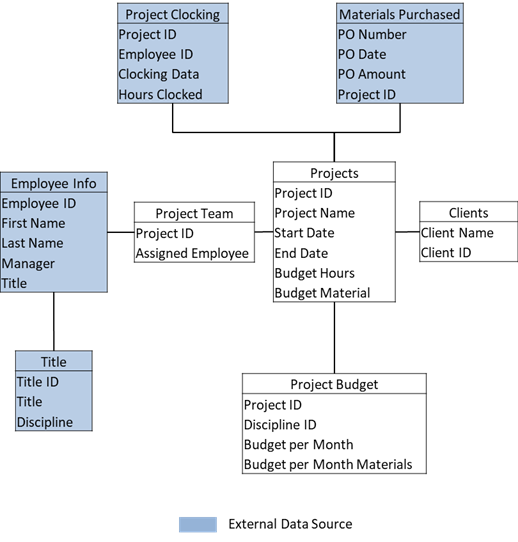 Project Clocking
Project ID
Employee ID
Clocking Data
Hours Clocked
Materials Purchased
PO Number
PO Date
PO Amount
Project ID
Employee Info
Employee ID
First Name
Last Name
Manager
Title
Project Team
Project ID
Assigned Employee
Projects
Project ID
Project Name
Start Date
End Date
Budget Hours
Budget Material
Clients
Client Name
Client ID
Title
Title ID
Title
Discipline
Project Budget
Project ID
Discipline ID
Budget per Month
Budget per Month Materials
External Data Source